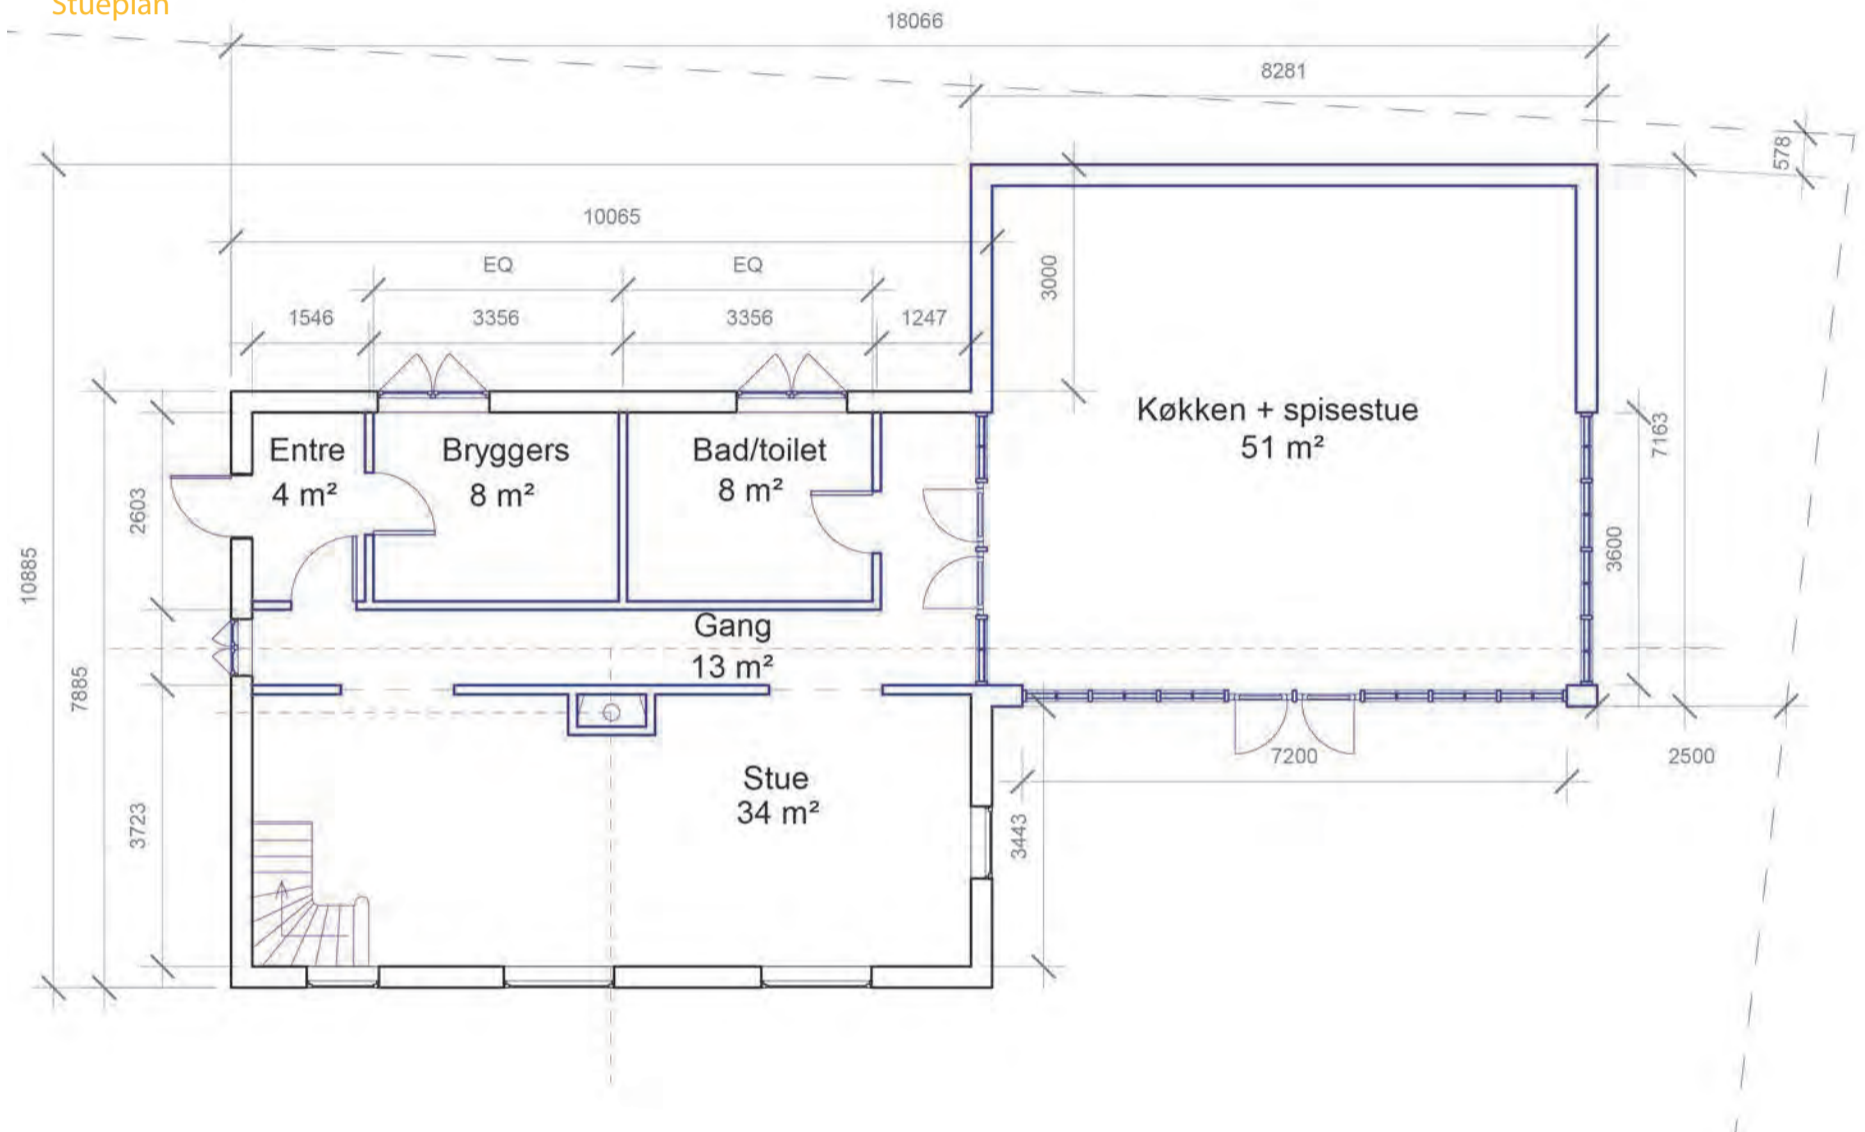 Stueplan
18066
8281
578
10065
EQ
EQ
3000
1546
3356
3356
1247
Køkken + spisestue
51 m²
7163
Entre
4 m²
Bryggers
8 m²
Bad/toilet
8 m²
2603
3600
10885
Gang
13 m²
7885
7200
2500
Stue
34 m²
3723
3443